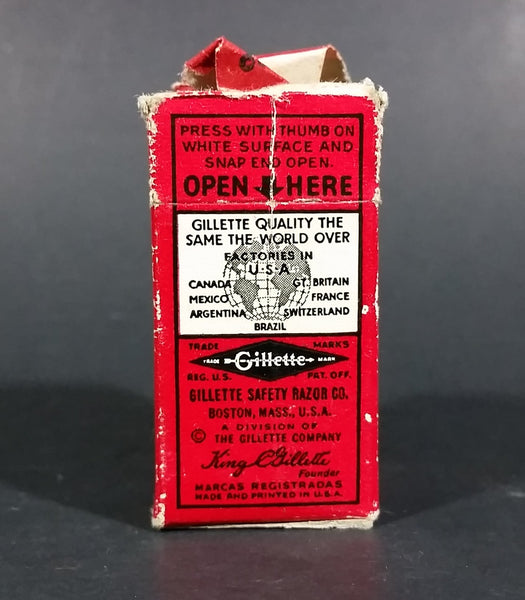 PRESS WITH THUMB ON
WHITE SURFACE AND
SNAP END OPEN.
OPEN HERE
GILLETTE QUALITY THE
SAME THE WORLD OVER
FACTORIES IN
U·S·A
CANADA GT. BRITAIN
MEXICO FRANCE
ARGENTINA SWITZERLAND
BRAZIL
TRADE MARKS
TRADE Gillette MARK
REG. U.S. PAT. OFF.
GILLETTE SAFETY RAZOR CO.
BOSTON, MASS., U.S.A.
A DIVISION OF
© THE GILLETTE COMPANY
King C Gillette
Founder
MARCAS REGISTRADAS
MADE AND PRINTED IN U.S.A.